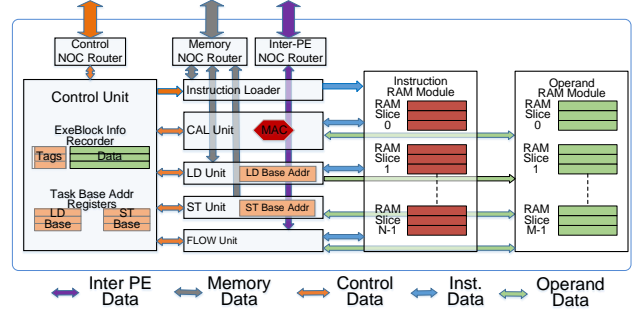 Control
NOC Router
Memory
NOC Router
Inter-PE
NOC Router
Control Unit
ExeBlock Info
Recorder
Tags
Data
Task Base Addr
Registers
LD
Base
ST
Base
Instruction Loader
CAL Unit
MAC
LD Unit
LD Base Addr
ST Unit
ST Base Addr
FLOW Unit
Instruction
RAM Module
RAM
Slice
0
RAM
Slice
1
RAM
Slice
N-1
Operand
RAM Module
RAM
Slice
0
RAM
Slice
1
RAM
Slice
M-1
Inter PE
Data
Memory
Data
Control
Data
Inst.
Data
Operand
Data